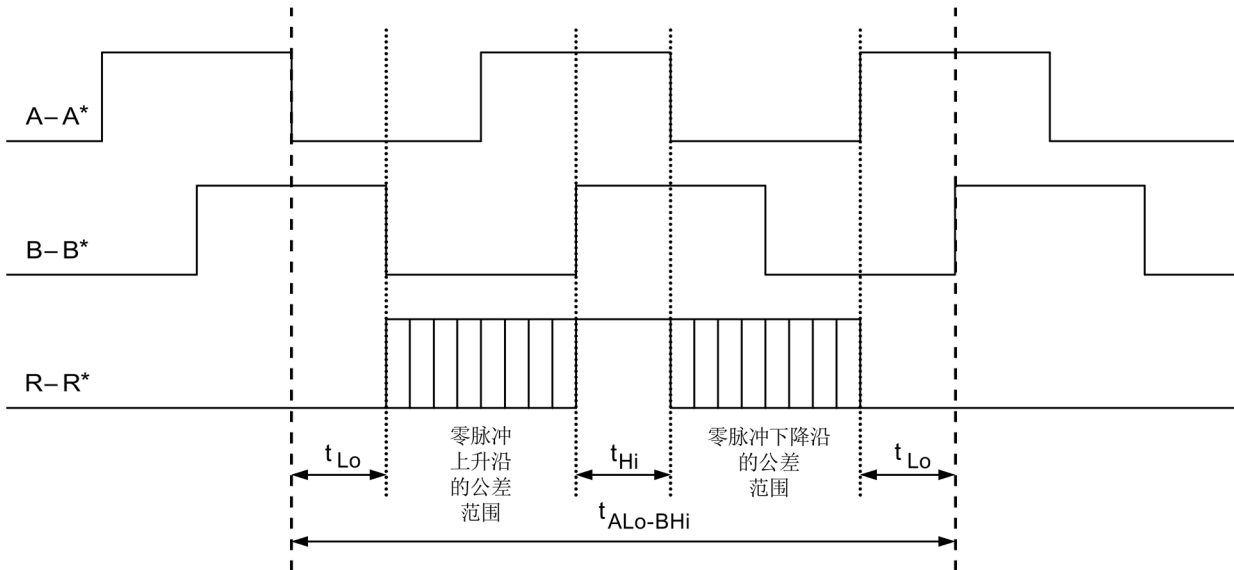 A–A*
B–B*
R–R*
零脉冲
上升沿
的公差
范围
零脉冲下降沿
的公差
范围
t Lo
t Hi
t Lo
t ALo-BHi